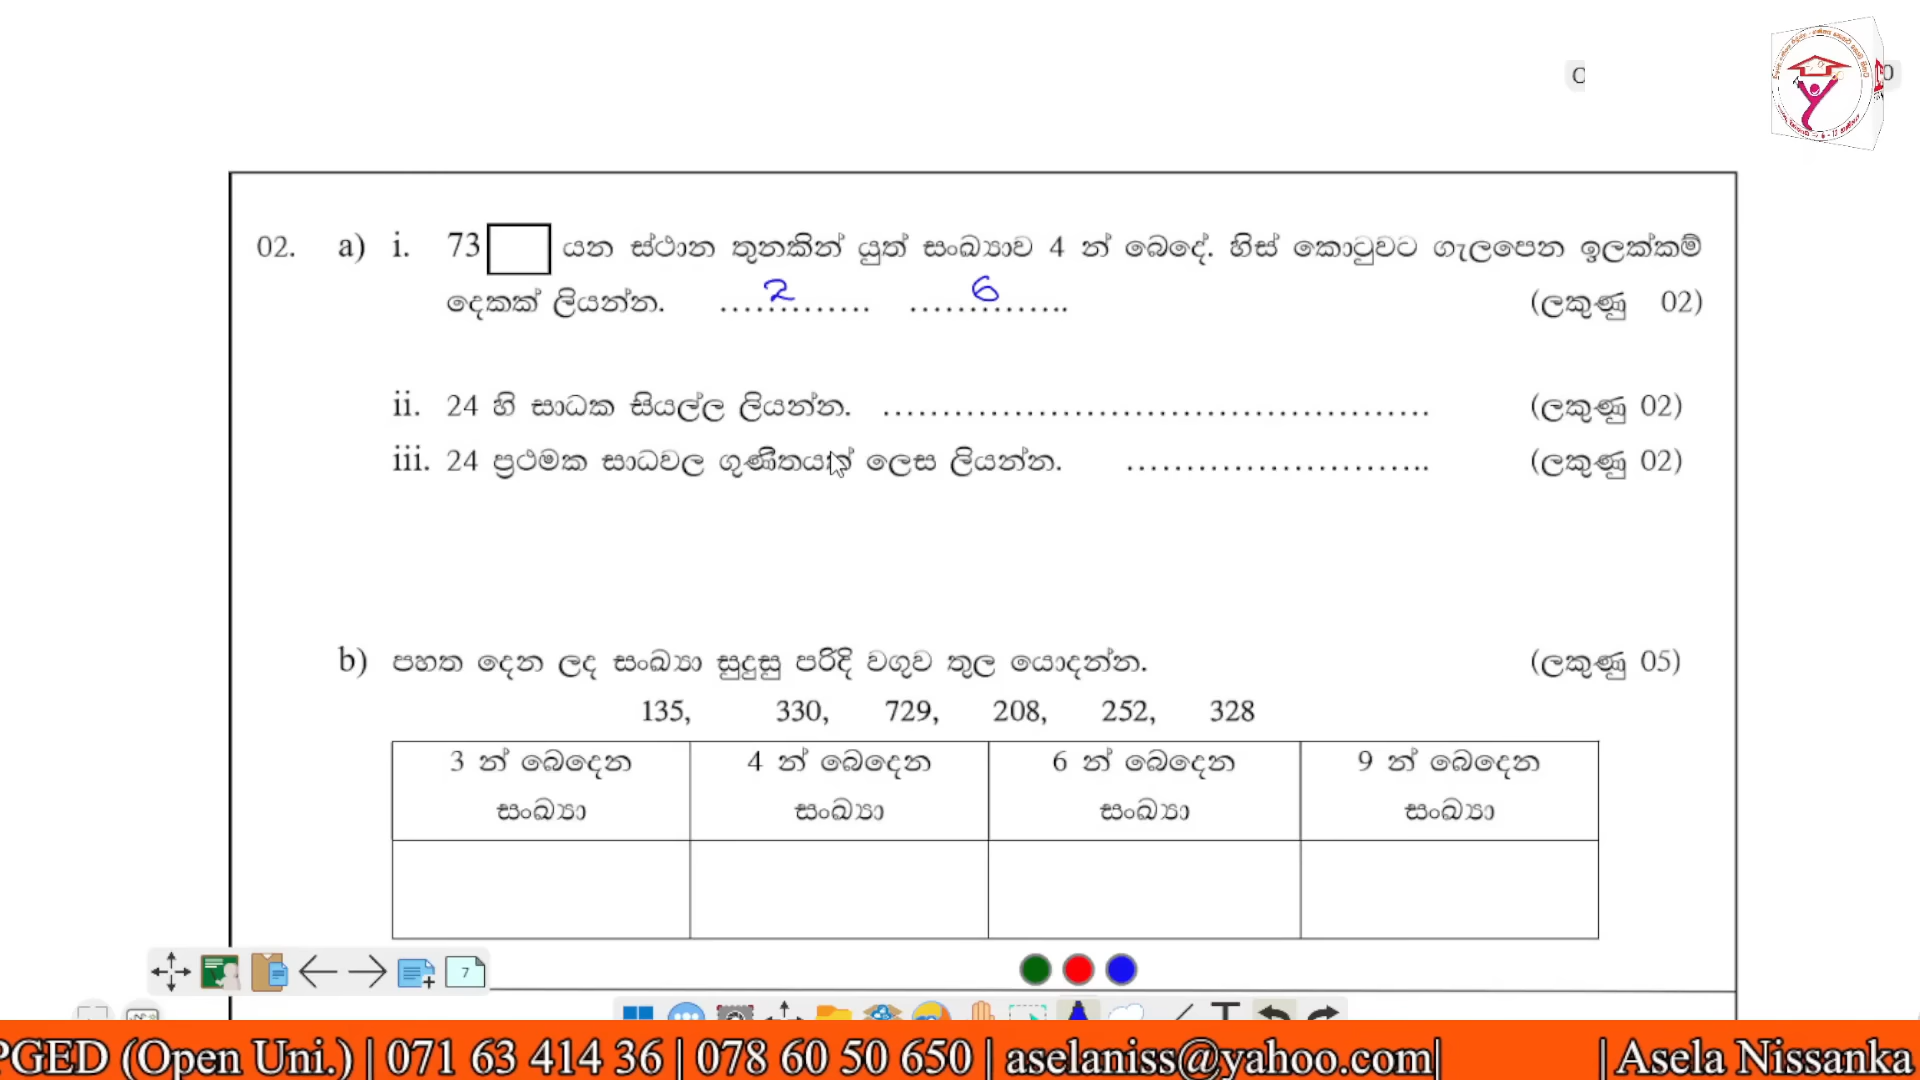 02. a) i. 73 යන ස්ථාන තුනකින් යුත් සංඛ්‍යාව 4 න් බෙදේ. හිස් කොටුවට ගැලපෙන ඉලක්කම්
දෙකක් ලියන්න. ......2...... ......6....... (ලකුණු 02)
ii. 24 හි සාධක සියල්ල ලියන්න. .............................................. (ලකුණු 02)
iii. 24 ප්‍රථමක සාධවල ගුණිතයක් ලෙස ලියන්න. .......................... (ලකුණු 02)
b) පහත දෙන ලද සංඛ්‍යා සුදුසු පරිදි වගුව තුල යොදන්න. (ලකුණු 05)
135, 330, 729, 208, 252, 328
3 න් බෙදෙන සංඛ්‍යා
4 න් බෙදෙන සංඛ්‍යා
6 න් බෙදෙන සංඛ්‍යා
9 න් බෙදෙන සංඛ්‍යා
7
PGED (Open Uni.) | 071 63 414 36 | 078 60 50 650 | aselaniss@yahoo.com| | Asela Nissanka